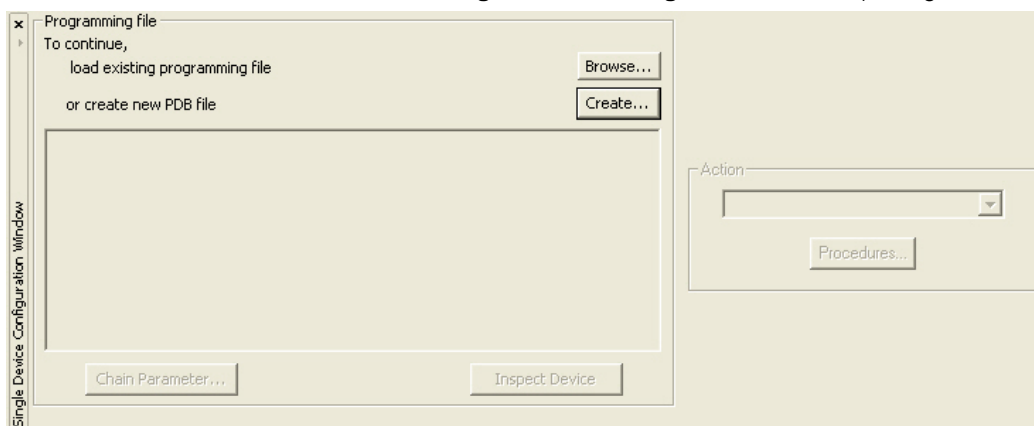 Programming file
To continue,
load existing programming file
Browse...
or create new PDB file
Create...
Action
Procedures...
Chain Parameter...
Inspect Device
Single Device Configuration Window